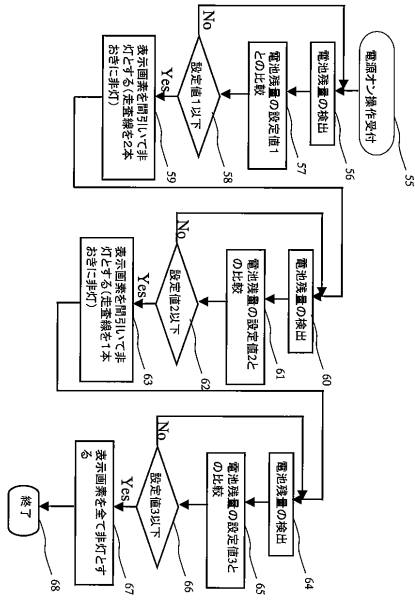 電源オン操作受付
55
電池残量の検出
56
電池残量の設定値1
との比較
57
設定値1以下
58
No
Yes
表示画素を間引いて非
灯とする(走査線を2本
おきに非灯)
59
電池残量の検出
60
電池残量の設定値2と
の比較
61
設定値2以下
62
No
Yes
表示画素を間引いて非
灯とする(走査線を1本
おきに非灯)
63
電池残量の検出
64
電池残量の設定値3と
の比較
65
設定値3以下
66
No
Yes
表示画素を全て非灯とす
る
67
終了
68